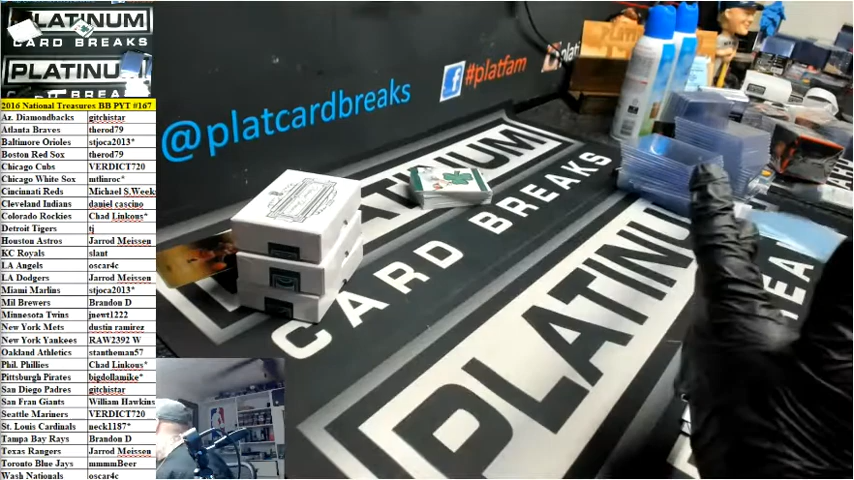 PLATINUM
CARD BREAKS
PLATINU
2016 National Treasures BB PYT #167
Az. Diamondbacks gitchistar
Atlanta Braves therod79
Baltimore Orioles stjoca2013*
Boston Red Sox therod79
Chicago Cubs VERDICT720
Chicago White Sox mtlinroc*
Cincinnati Reds Michael S.Week
Cleveland Indians daniel cascino
Colorado Rockies Chad Linkous*
Detroit Tigers tj
Houston Astros Jarrod Meissen
KC Royals slant
LA Angels oscar4c
LA Dodgers Jarrod Meissen
Miami Marlins stjoca2013*
Mil Brewers Brandon D
Minnesota Twins jnewt1222
New York Mets dustin ramirez
New York Yankees RAW2392 W
Oakland Athletics stantheman57
Phil. Phillies Chad Linkous*
Pittsburgh Pirates bigdollamike*
San Diego Padres gitchistar
San Fran Giants William Hawkins
Seattle Mariners VERDICT720
St. Louis Cardinals neck1187*
Tampa Bay Rays Brandon D
Texas Rangers Jarrod Meissen
Toronto Blue Jays mmmmBeer
Wash Nationals oscar4c
@platcardbreaks
f #platfam
plati
ATINUM
CARD BREAKS
PLATINU